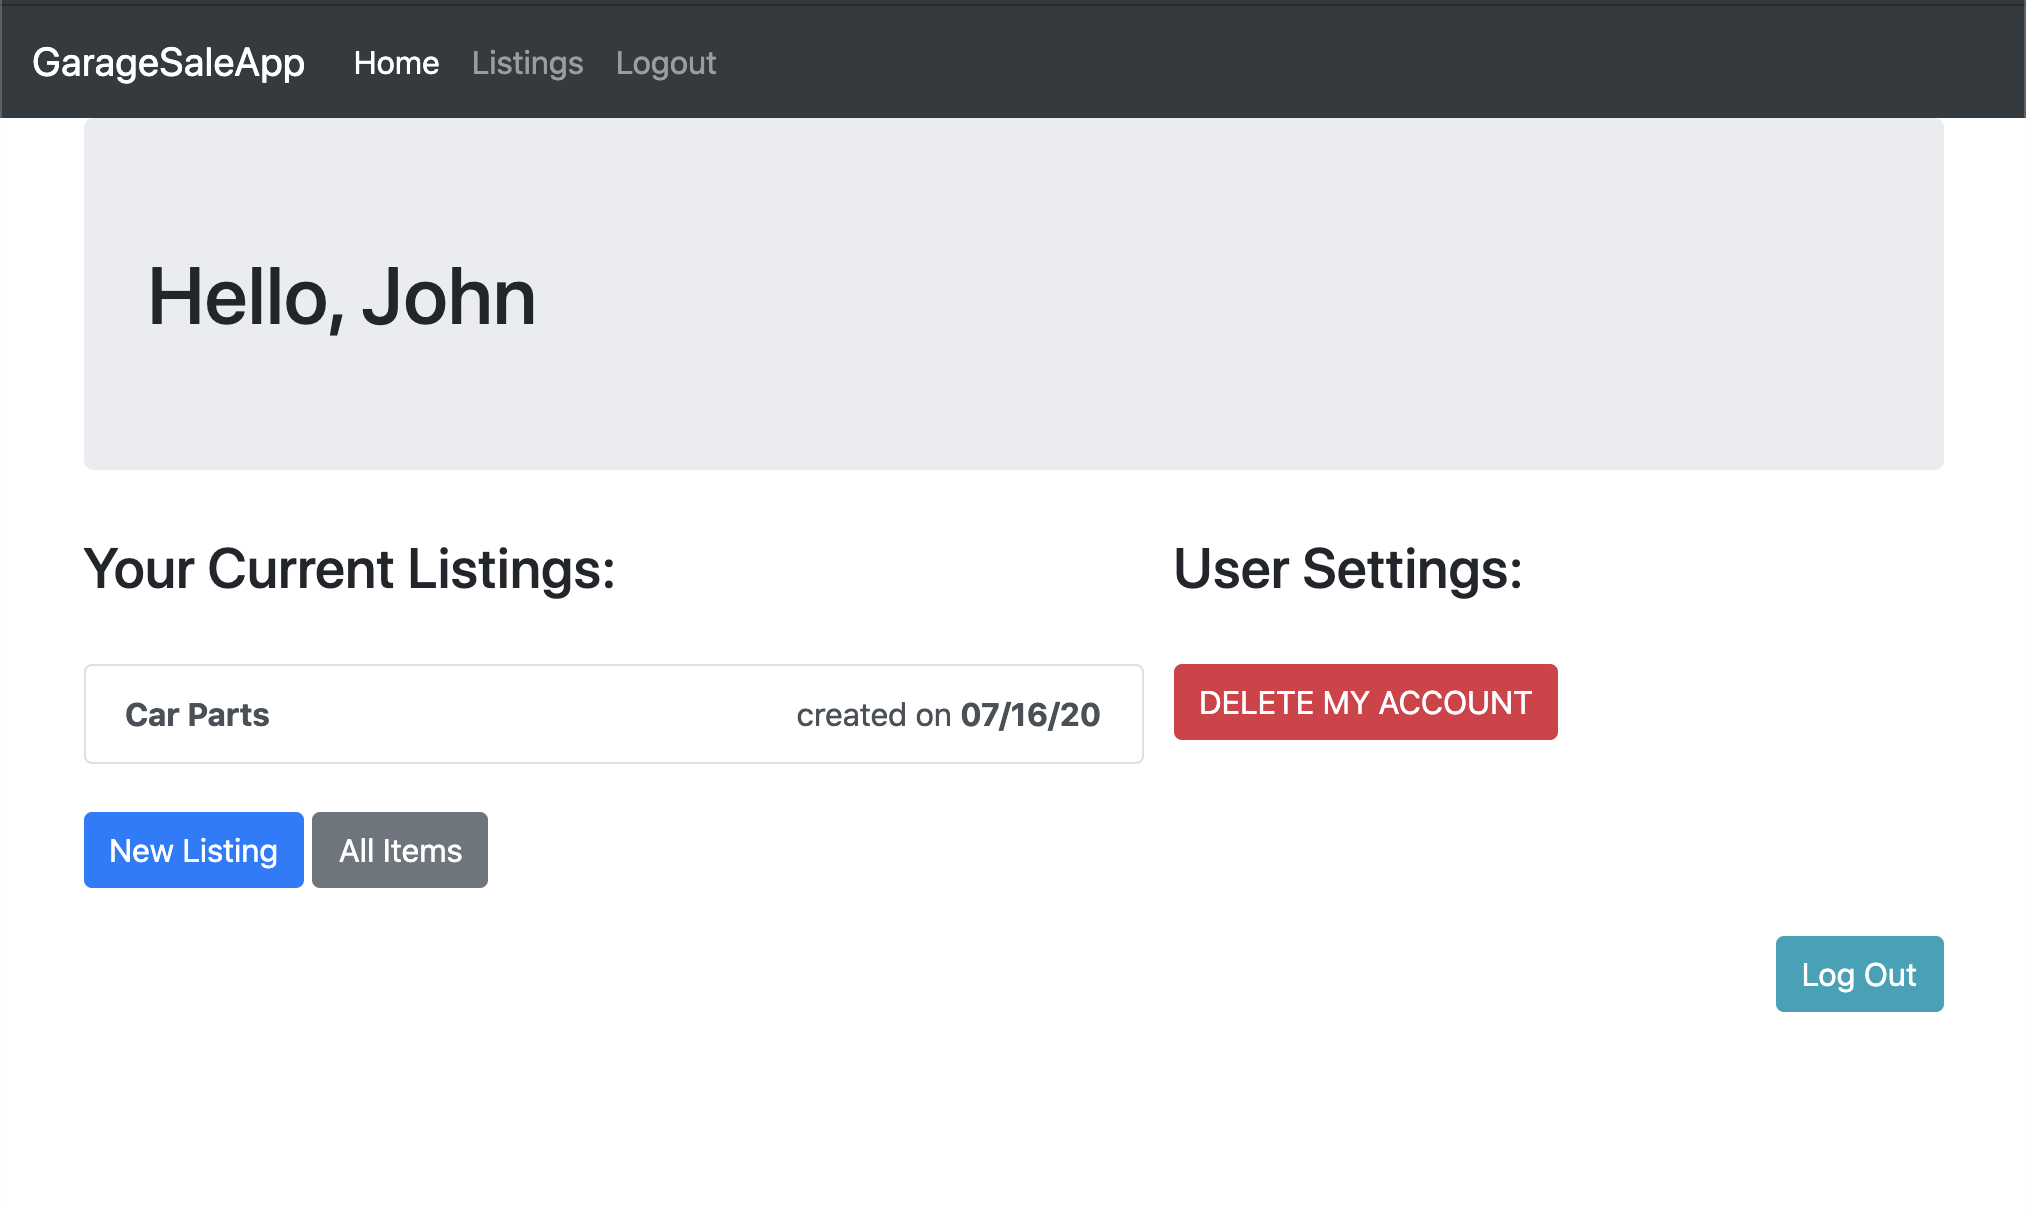 GarageSaleApp Home Listings Logout
Hello, John
Your Current Listings:
Car Parts created on 07/16/20
New Listing All Items
User Settings:
DELETE MY ACCOUNT
Log Out